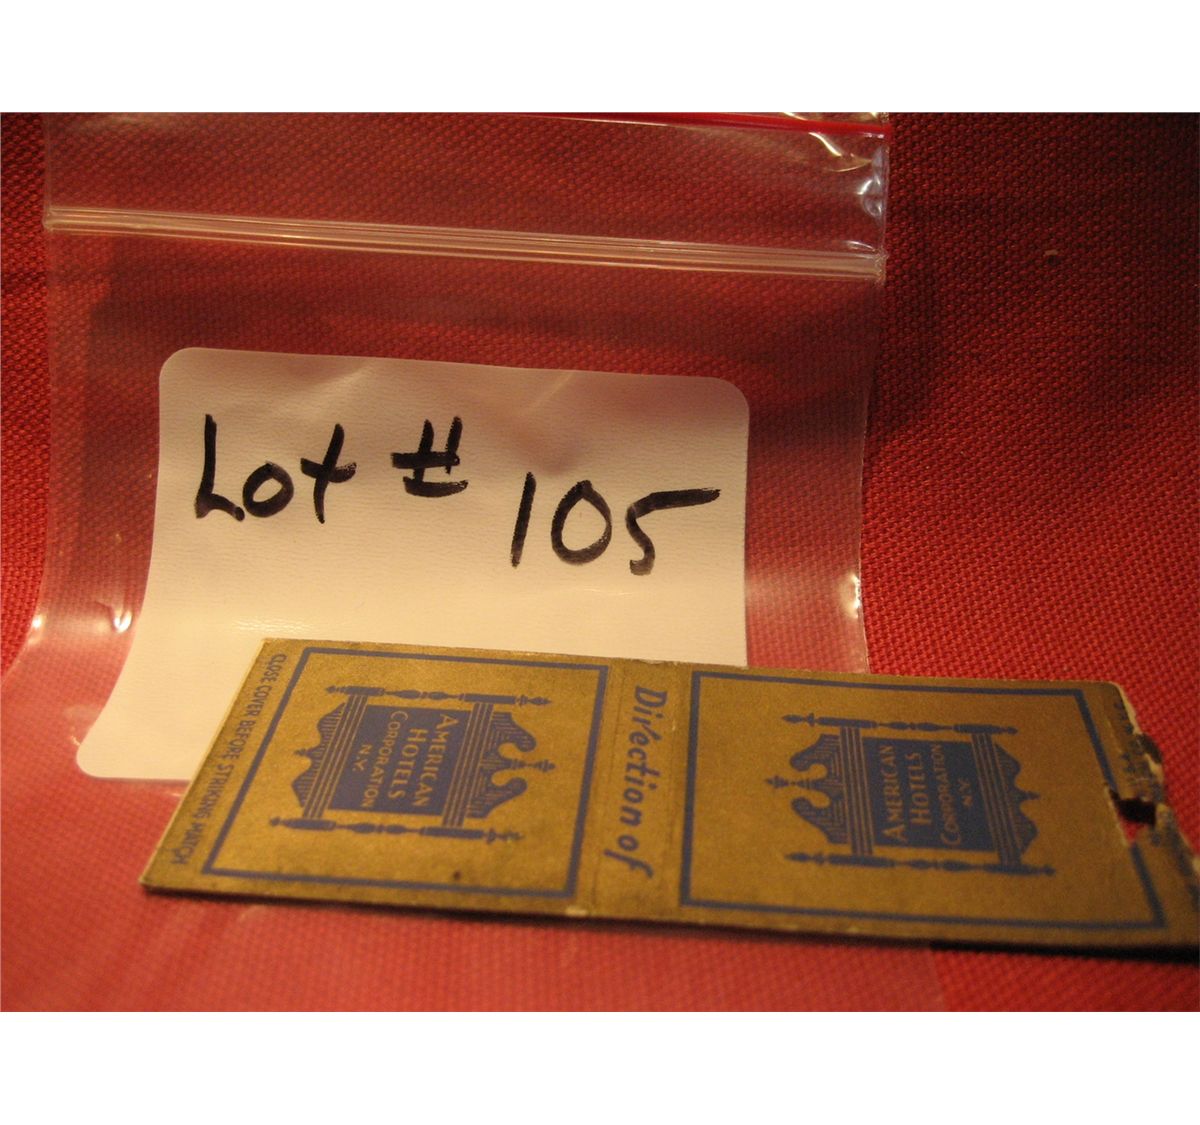 Lot # 105
CLOSE COVER BEFORE STRIKING MATCH
AMERICAN
HOTELS
CORPORATION
N.Y.
Direction of
AMERICAN
HOTELS
CORPORATION
N.Y.